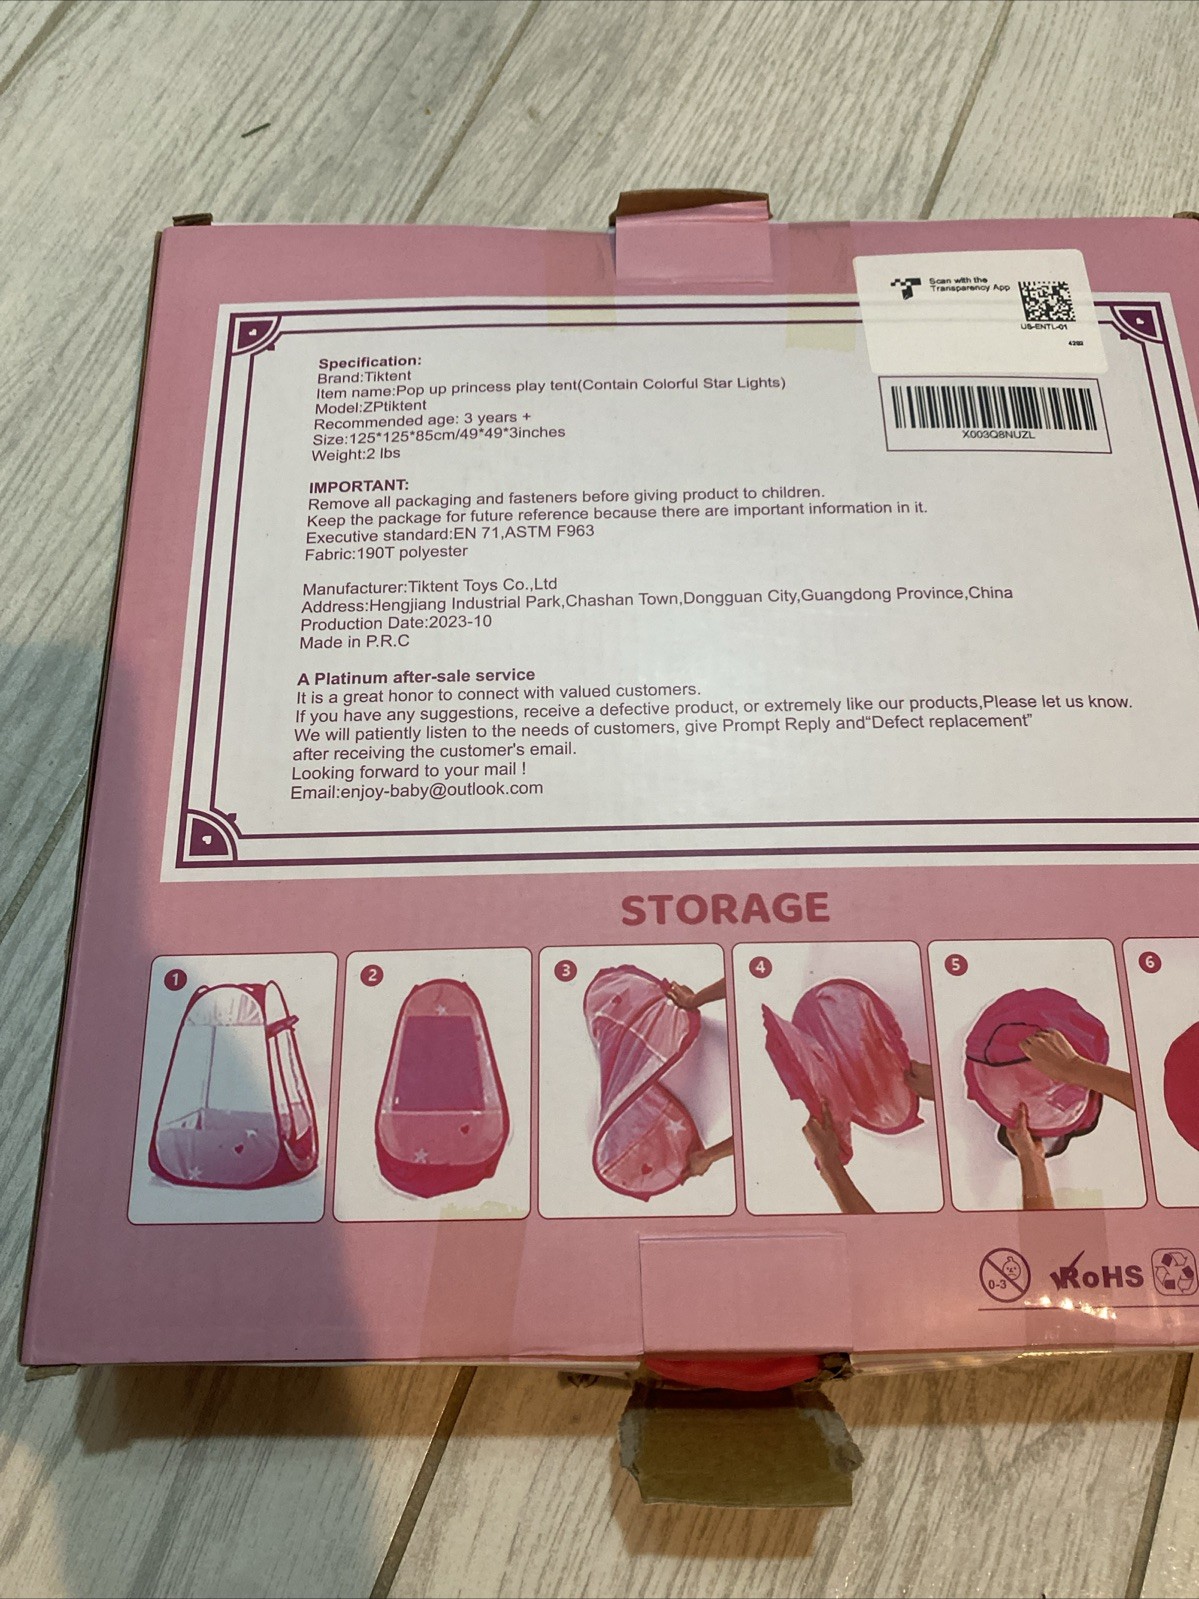 Scan with the
Transparency App
US-ENTL-01
4292
Specification:
Brand:Tiktent
Item name:Pop up princess play tent(Contain Colorful Star Lights)
Model:ZPtiktent
Recommended age: 3 years +
Size:125*125*85cm/49*49*3inches
Weight:2 lbs
X003Q8NUZL
IMPORTANT:
Remove all packaging and fasteners before giving product to children.
Keep the package for future reference because there are important information in it.
Executive standard:EN 71,ASTM F963
Fabric:190T polyester
Manufacturer:Tiktent Toys Co.,Ltd
Address:Hengjiang Industrial Park,Chashan Town,Dongguan City,Guangdong Province,China
Production Date:2023-10
Made in P.R.C
A Platinum after-sale service
It is a great honor to connect with valued customers.
If you have any suggestions, receive a defective product, or extremely like our products,Please let us know.
We will patiently listen to the needs of customers, give Prompt Reply and“Defect replacement”
after receiving the customer's email.
Looking forward to your mail !
Email:enjoy-baby@outlook.com
STORAGE
1 2 3 4 5 6
0-3 RoHS